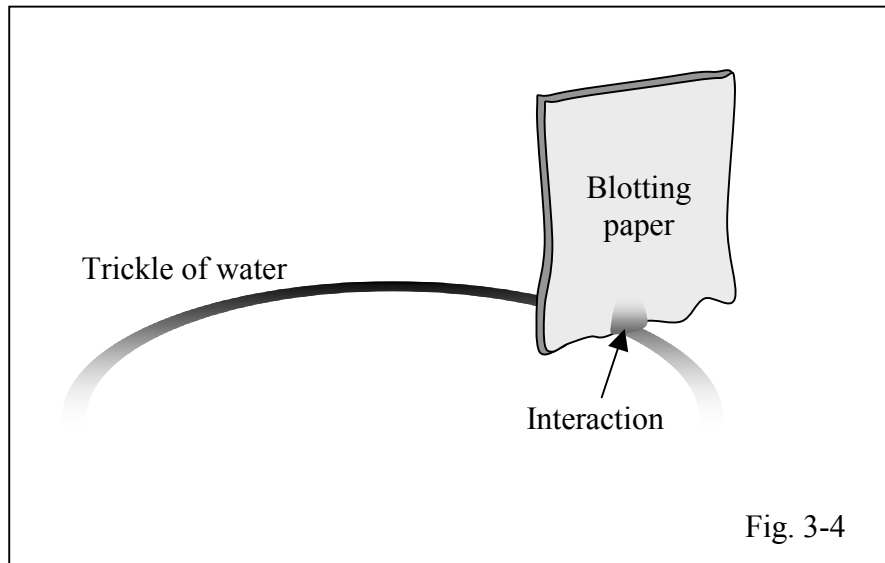 Blotting
paper
Trickle of water
Interaction
Fig. 3-4